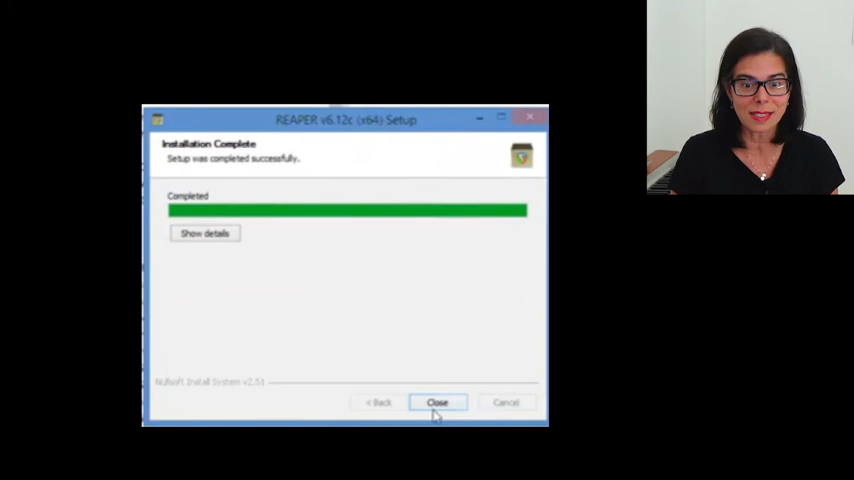 REAPER v6.12c (x64) Setup
Installation Complete
Setup was completed successfully.
Completed
Show details
Nullsoft Install System v2.51
< Back
Close
Cancel